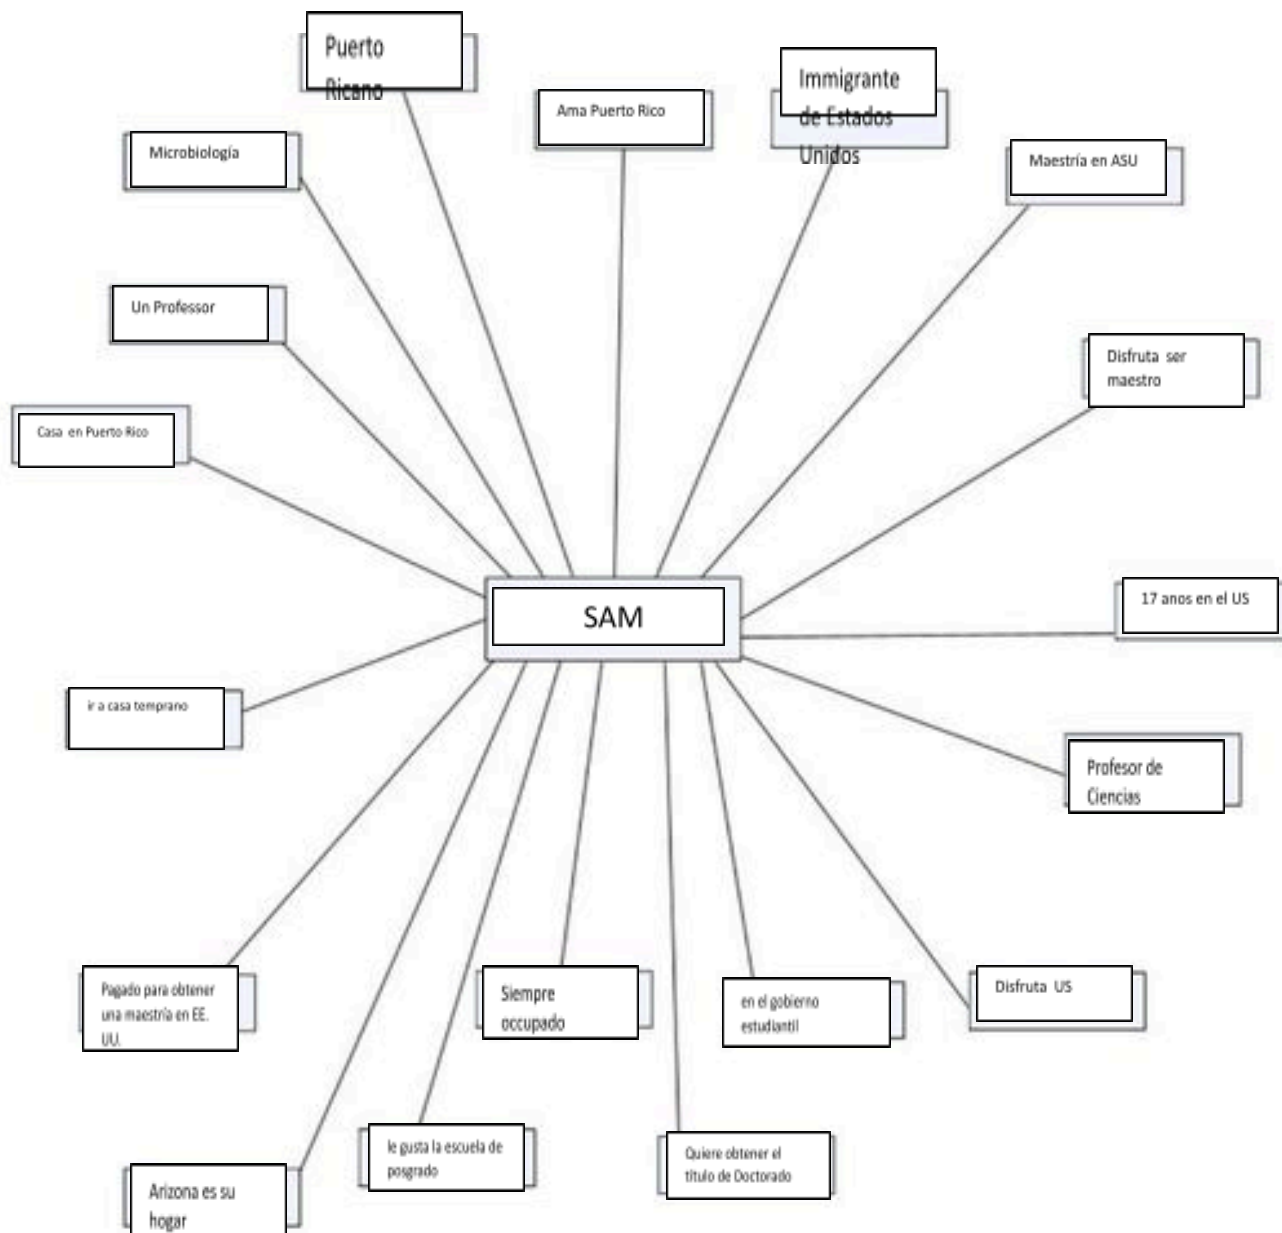 Puerto
Ricano
Immigrante
de Estados
Unidos
Ama Puerto Rico
Microbiología
Maestría en ASU
Un Professor
Disfruta ser
maestro
Casa en Puerto Rico
17 anos en el US
SAM
ir a casa temprano
Profesor de
Ciencias
Pagado para obtener
una maestría en EE.
UU.
Siempre
occupado
en el gobierno
estudiantil
Disfruta US
le gusta la escuela de
posgrado
Quiere obtener el
título de Doctorado
Arizona es su
hogar